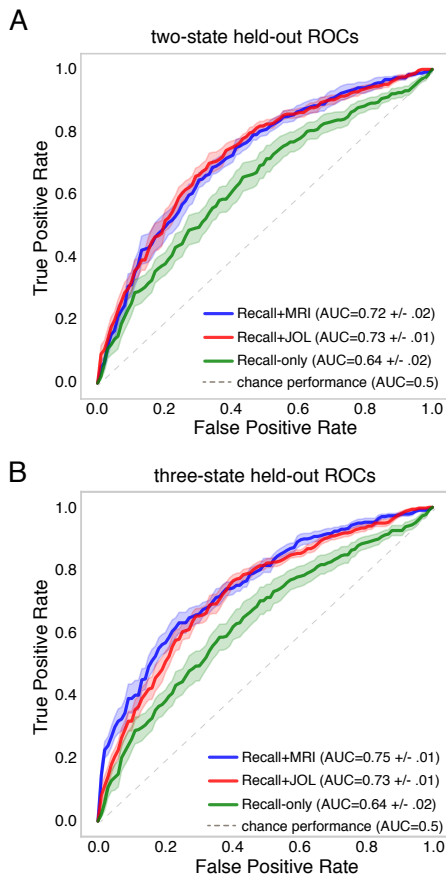 A
two-state held-out ROCs
True Positive Rate
1.0
0.8
0.6
0.4
0.2
0.0
Recall+MRI (AUC=0.72 +/- .02)
Recall+JOL (AUC=0.73 +/- .01)
Recall-only (AUC=0.64 +/- .02)
chance performance (AUC=0.5)
0.0 0.2 0.4 0.6 0.8 1.0
False Positive Rate
B
three-state held-out ROCs
True Positive Rate
1.0
0.8
0.6
0.4
0.2
0.0
Recall+MRI (AUC=0.75 +/- .01)
Recall+JOL (AUC=0.73 +/- .01)
Recall-only (AUC=0.64 +/- .02)
chance performance (AUC=0.5)
0.0 0.2 0.4 0.6 0.8 1.0
False Positive Rate